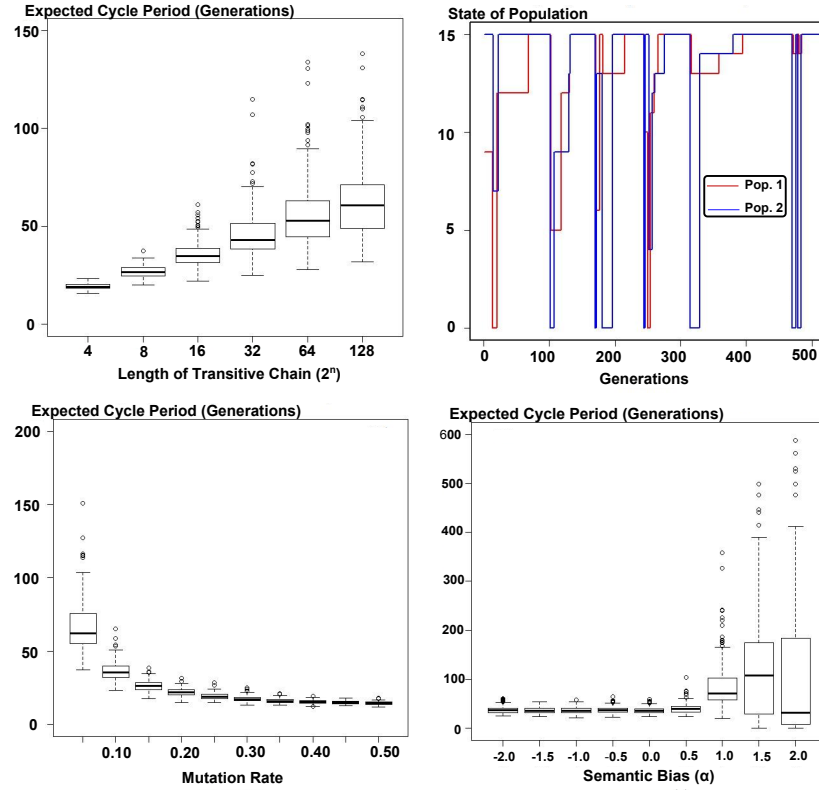 Expected Cycle Period (Generations)
150
100
50
0
4 8 16 32 64 128
Length of Transitive Chain (2ⁿ)
State of Population
15
10
5
0
Pop. 1
Pop. 2
0 100 200 300 400 500
Generations
Expected Cycle Period (Generations)
200
150
100
50
0
0.10 0.20 0.30 0.40 0.50
Mutation Rate
Expected Cycle Period (Generations)
600
500
400
300
200
100
0
-2.0 -1.5 -1.0 -0.5 0.0 0.5 1.0 1.5 2.0
Semantic Bias (α)